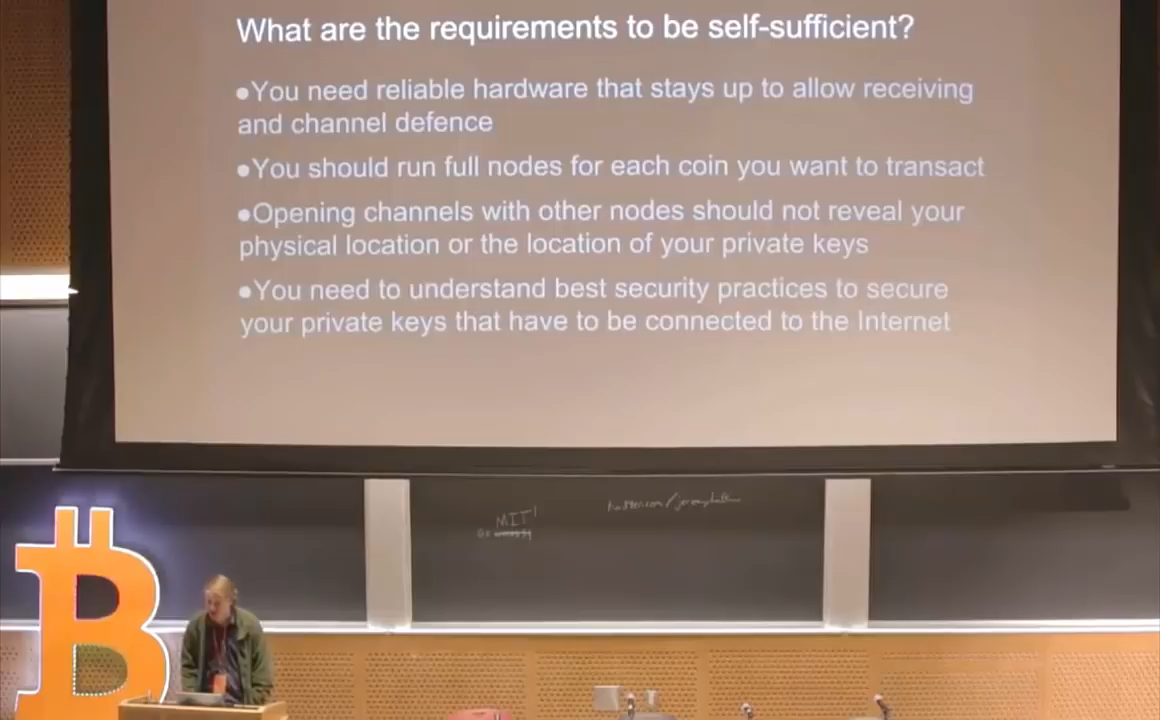 What are the requirements to be self-sufficient?
●You need reliable hardware that stays up to allow receiving
and channel defence
●You should run full nodes for each coin you want to transact
●Opening channels with other nodes should not reveal your
physical location or the location of your private keys
●You need to understand best security practices to secure
your private keys that have to be connected to the Internet
MIT!
Go